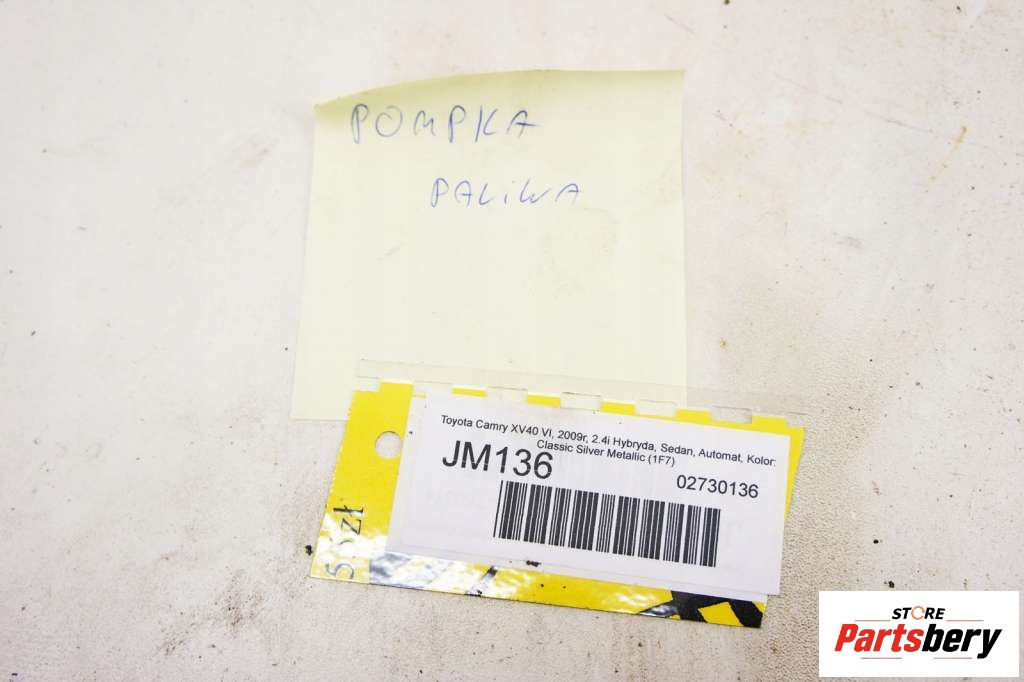 POMPKA
PALiWA
Toyota Camry XV40 VI, 2009r, 2.4i Hybryda, Sedan, Automat, Kolor:
Classic Silver Metallic (1F7)
JM136
02730136
zł
STORE
Partsbery